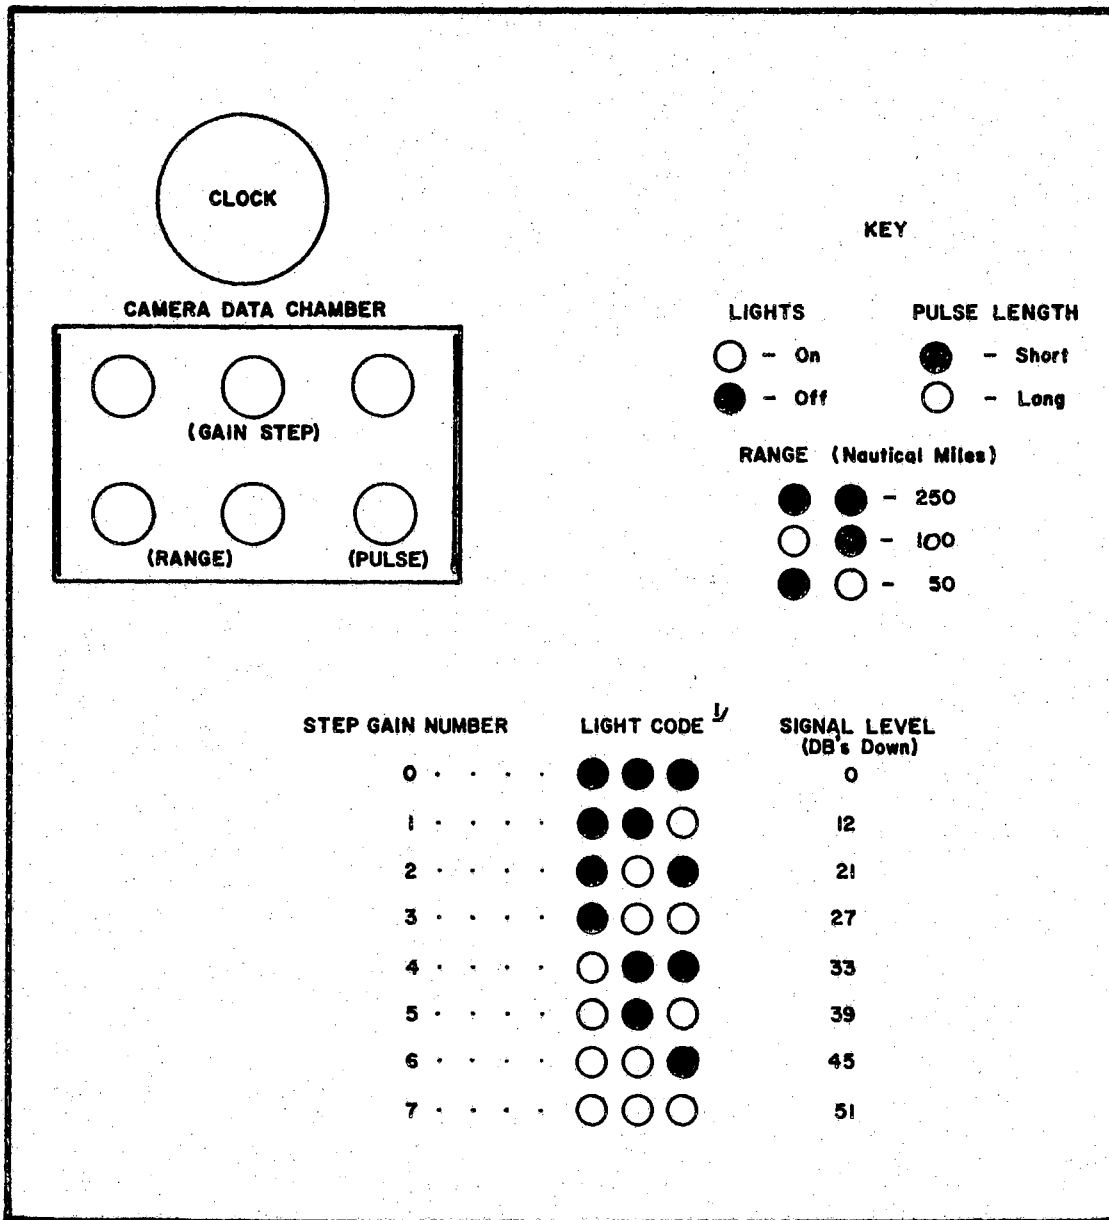 CLOCK
CAMERA DATA CHAMBER
(GAIN STEP)
(RANGE) (PULSE)
KEY
LIGHTS PULSE LENGTH
- On - Short
- Off - Long
RANGE (Nautical Miles)
- 250
- 100
- 50
STEP GAIN NUMBER LIGHT CODE 1/ SIGNAL LEVEL
(DB's Down)
0 . . . . 0
1 . . . . 12
2 . . . . 21
3 . . . . 27
4 . . . . 33
5 . . . . 39
6 . . . . 45
7 . . . . 51